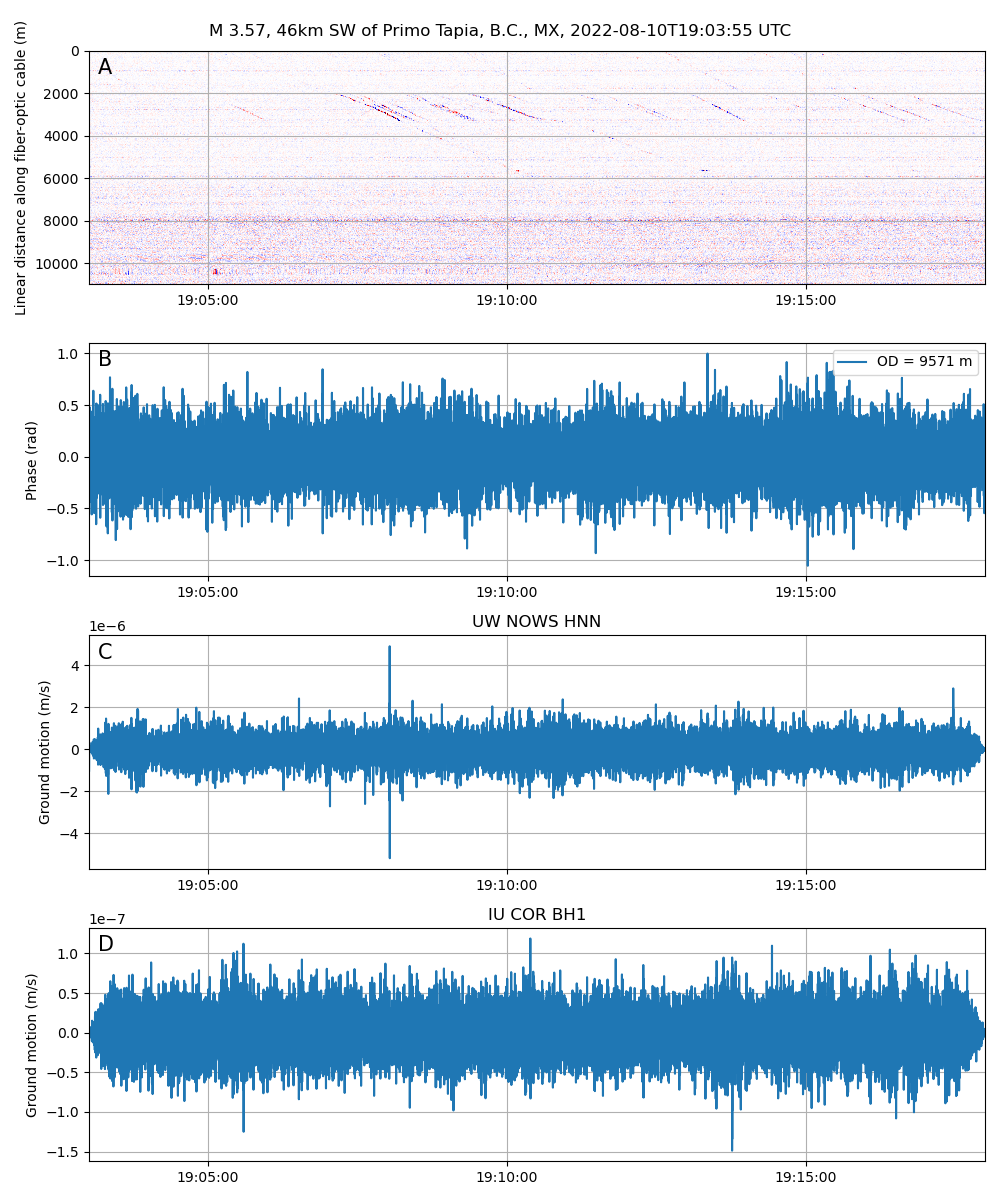 M 3.57, 46km SW of Primo Tapia, B.C., MX, 2022-08-10T19:03:55 UTC
Linear distance along fiber-optic cable (m)
A
0
2000
4000
6000
8000
10000
19:05:00 19:10:00 19:15:00
Phase (rad)
B
OD = 9571 m
1.0
0.5
0.0
−0.5
−1.0
19:05:00 19:10:00 19:15:00
UW NOWS HNN
1e−6
Ground motion (m/s)
C
4
2
0
−2
−4
19:05:00 19:10:00 19:15:00
IU COR BH1
1e−7
Ground motion (m/s)
D
1.0
0.5
0.0
−0.5
−1.0
−1.5
19:05:00 19:10:00 19:15:00